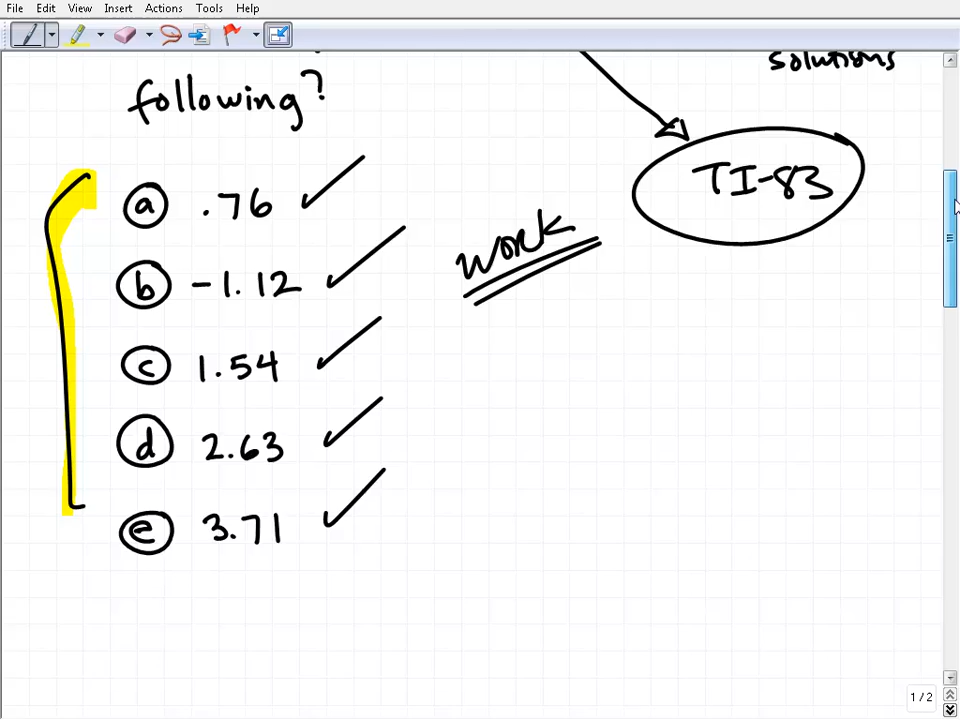 File Edit View Insert Actions Tools Help
solutions
following?
TI-83
work
a .76
b -1.12
c 1.54
d 2.63
e 3.71
1 / 2